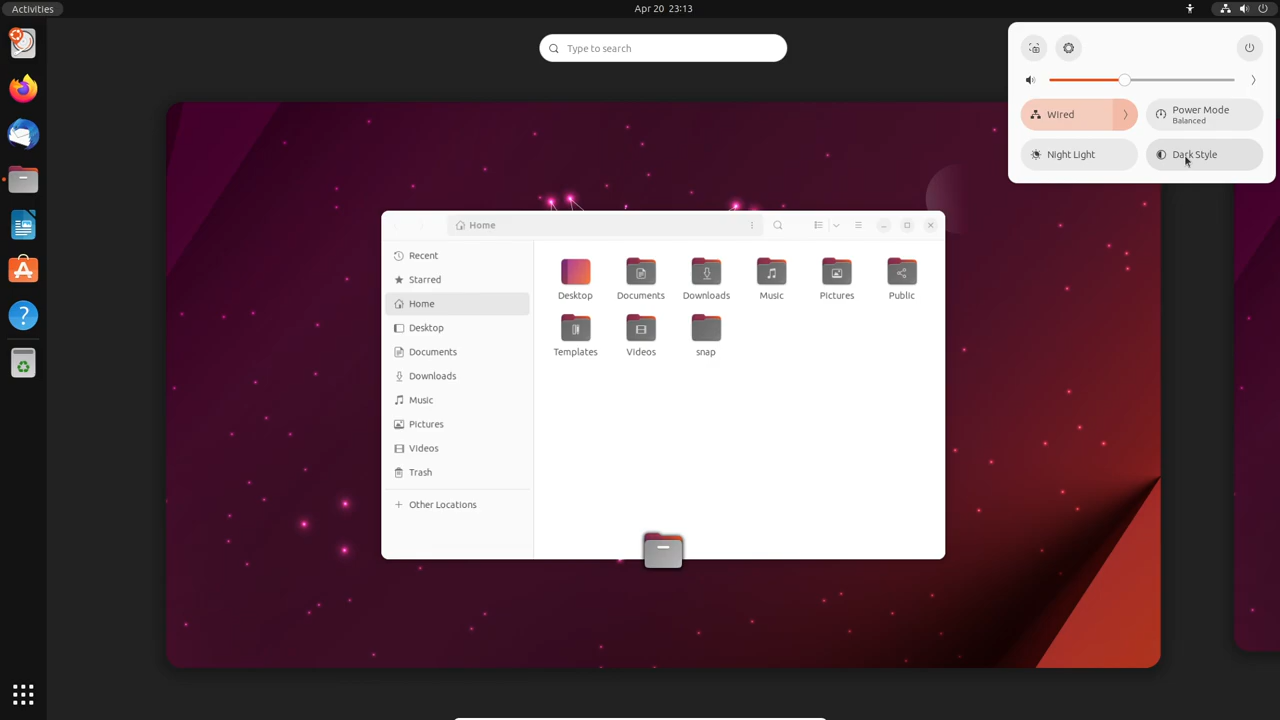 Activities
Apr 20 23:13
Type to search
Wired
Power Mode
Balanced
Night Light
Dark Style
Home
Recent
Starred
Home
Desktop
Documents
Downloads
Music
Pictures
Videos
Trash
Other Locations
Desktop
Documents
Downloads
Music
Pictures
Public
Templates
Videos
snap